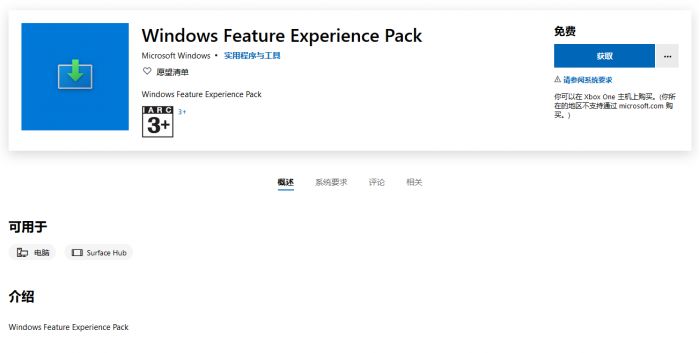 Windows Feature Experience Pack
Microsoft Windows • 实用程序与工具
愿望清单
Windows Feature Experience Pack
IARC
3+
3+
免费
获取
...
请参阅系统要求
你可以在 Xbox One 主机上购买。(你所
在的地区不支持通过 microsoft.com 购
买。)
概述 系统要求 评论 相关
可用于
电脑 Surface Hub
介绍
Windows Feature Experience Pack